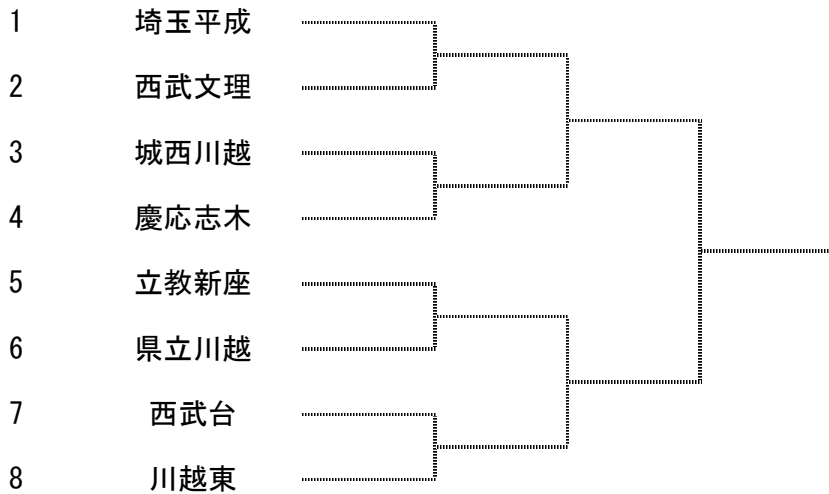 1 埼玉平成
2 西武文理
3 城西川越
4 慶応志木
5 立教新座
6 県立川越
7 西武台
8 川越東